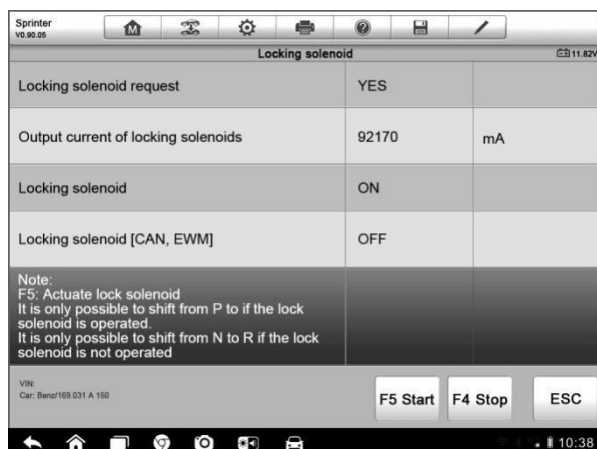 Sprinter
V0.90.05
Locking solenoid
11.82V
Locking solenoid request YES
Output current of locking solenoids 92170 mA
Locking solenoid ON
Locking solenoid [CAN, EWM] OFF
Note:
F5: Actuate lock solenoid
It is only possible to shift from P to if the lock
solenoid is operated.
It is only possible to shift from N to R if the lock
solenoid is not operated
VIN:
Car: Benz/169.031 A 150
F5 Start F4 Stop ESC
10:38